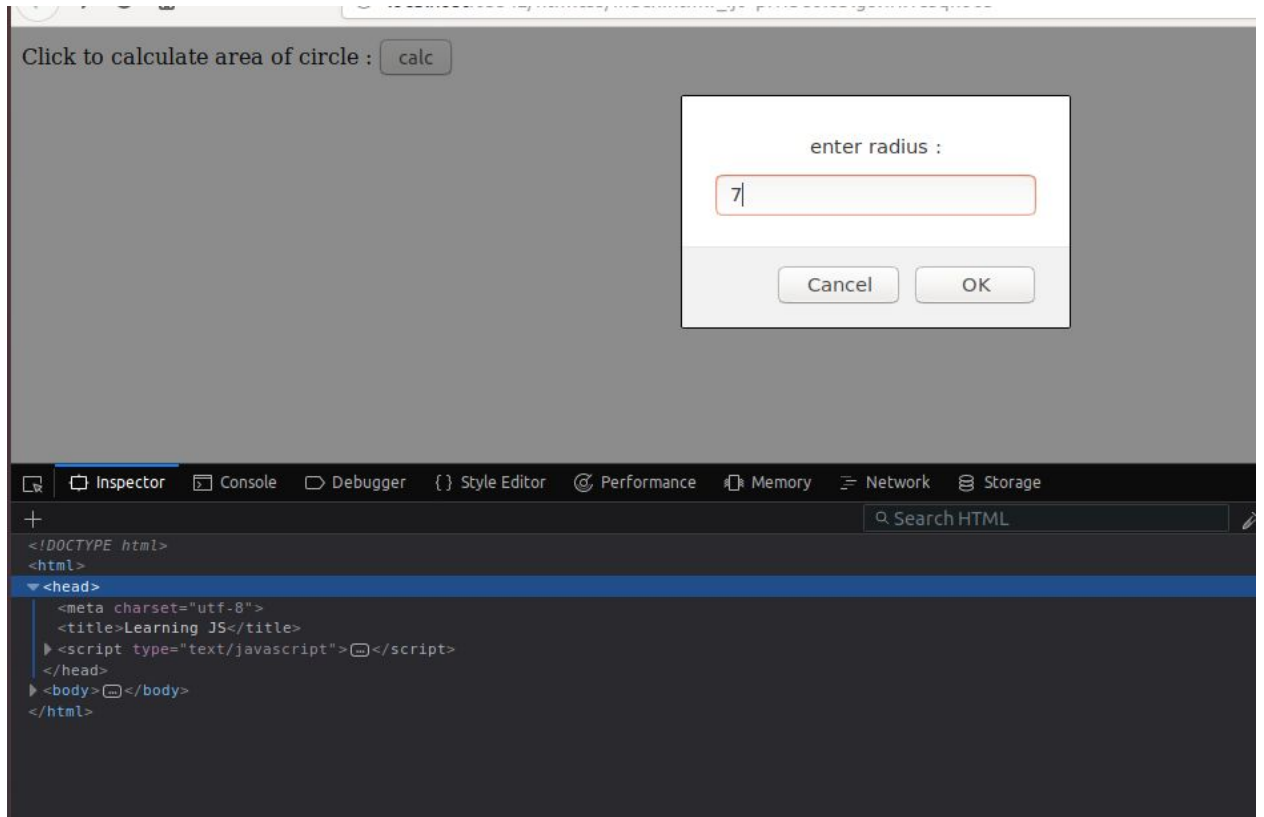 Click to calculate area of circle : calc
enter radius :
7
Cancel OK
Inspector Console Debugger { } Style Editor Performance Memory Network Storage
+ Search HTML
<!DOCTYPE html>
<html>
<head>
<meta charset="utf-8">
<title>Learning JS</title>
<script type="text/javascript">…</script>
</head>
<body>…</body>
</html>